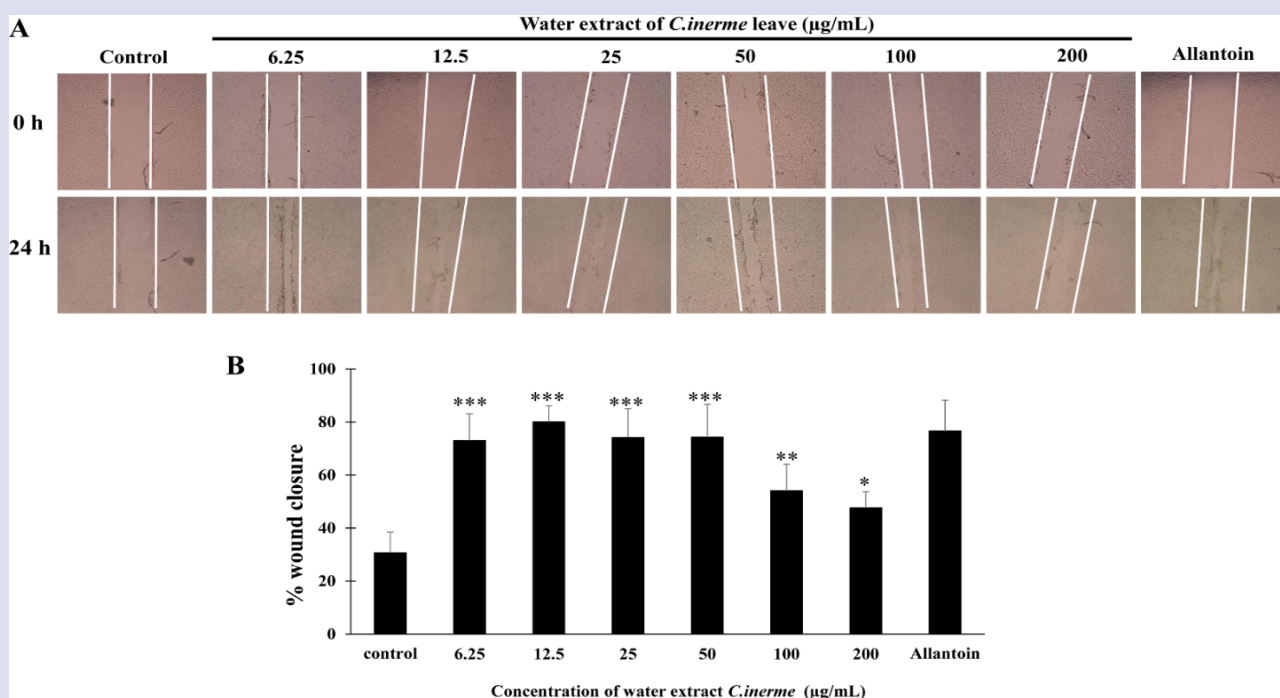 A
Water extract of C.inerme leave (µg/mL)
Control 6.25 12.5 25 50 100 200 Allantoin
0 h
24 h
B
100
80
60
40
20
0
% wound closure
*** *** *** *** ** *
control 6.25 12.5 25 50 100 200 Allantoin
Concentration of water extract C.inerme (µg/mL)